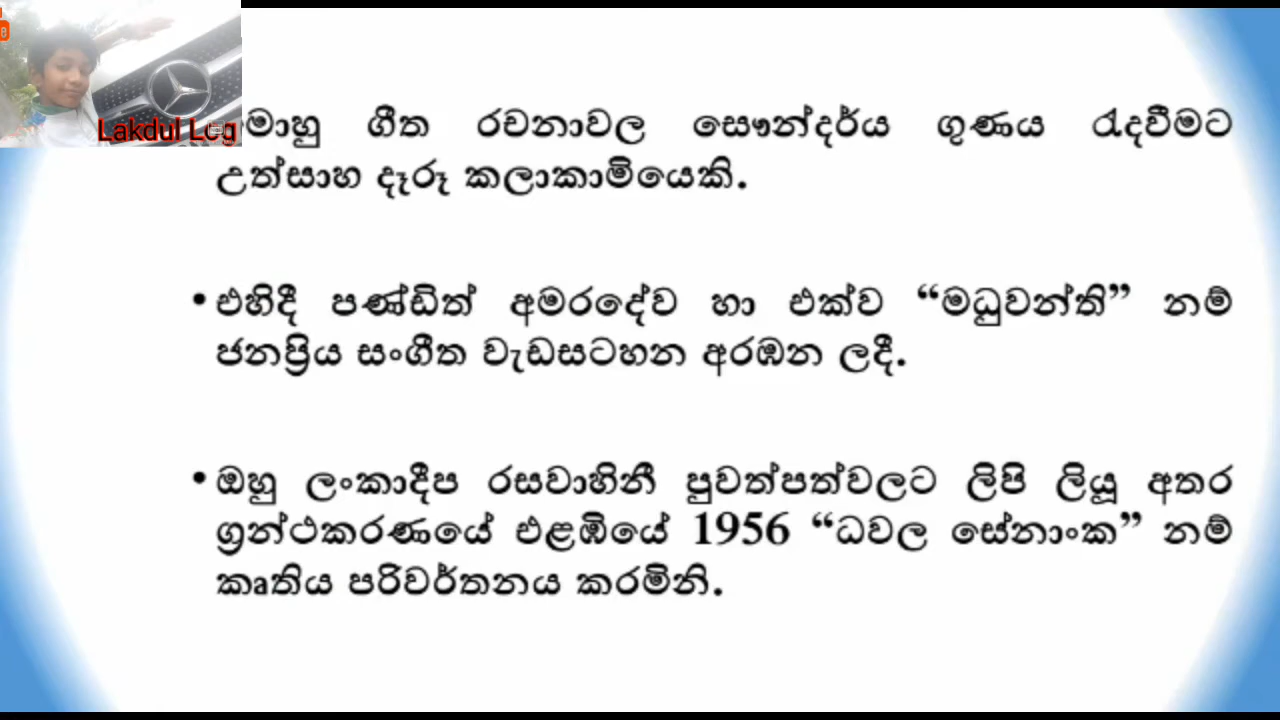 Lakdul Log
ගීත රචනාවල සෞන්දර්ය ගුණය රැදවීමට
උත්සාහ දෑරූ කලාකාමියෙකි.
• එහිදී පණ්ඩිත් අමරදේව හා එක්ව “මධුවන්ති” නම්
ජනප්‍රිය සංගීත වැඩසටහන අරඹන ලදී.
• ඔහු ලංකාදීප රසවාහිනී පුවත්පත්වලට ලිපි ලියූ අතර
ග්‍රන්ථකරණයේ එළඹියේ 1956 “ධවල සේනාංක” නම්
කෘතිය පරිවර්තනය කරමිනි.